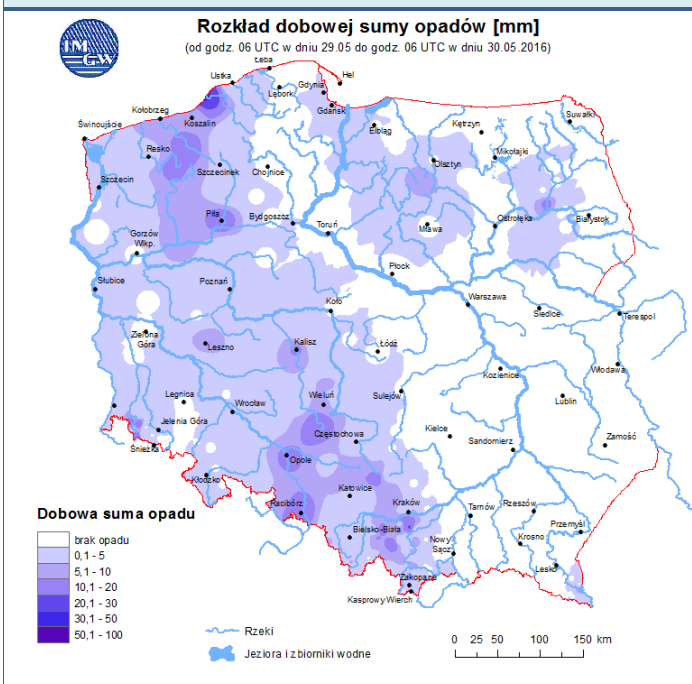 Rozkład dobowej sumy opadów [mm]
(od godz. 06 UTC w dniu 29.05 do godz. 06 UTC w dniu 30.05.2016)
IM
GW
Łeba
Ustka
Hel
Gdynia
Lębork
Gdańsk
Kołobrzeg
Koszalin
Świnoujście
Elbląg
Kętrzyn
Suwałki
Resko
Szczecinek
Chojnice
Olsztyn
Mikołajki
Szczecin
Piła
Bydgoszcz
Toruń
Mława
Ostrołęka
Białystok
Gorzów
Wlkp.
Płock
Słubice
Poznań
Koło
Warszawa
Siedlce
Terespol
Zielona
Góra
Leszno
Kalisz
Łódź
Kozienice
Włodawa
Legnica
Wrocław
Wieluń
Sulejów
Lublin
Jelenia Góra
Częstochowa
Kielce
Sandomierz
Zamość
Śnieżka
Opole
Kłodzko
Katowice
Racibórz
Kraków
Tarnów
Rzeszów
Bielsko-Biała
Przemyśl
Nowy
Sącz
Krosno
Lesko
Zakopane
Kasprowy Wierch
Dobowa suma opadu
brak opadu
0,1 - 5
5,1 - 10
10,1 - 20
20,1 - 30
30,1 - 50
50,1 - 100
Rzeki
Jeziora i zbiorniki wodne
0 25 50 100 150 km